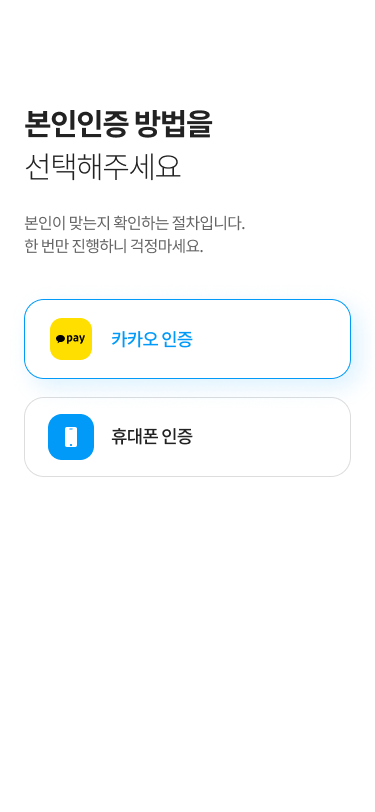 본인인증 방법을
선택해주세요
본인이 맞는지 확인하는 절차입니다.
한 번만 진행하니 걱정마세요.
pay
카카오 인증
휴대폰 인증